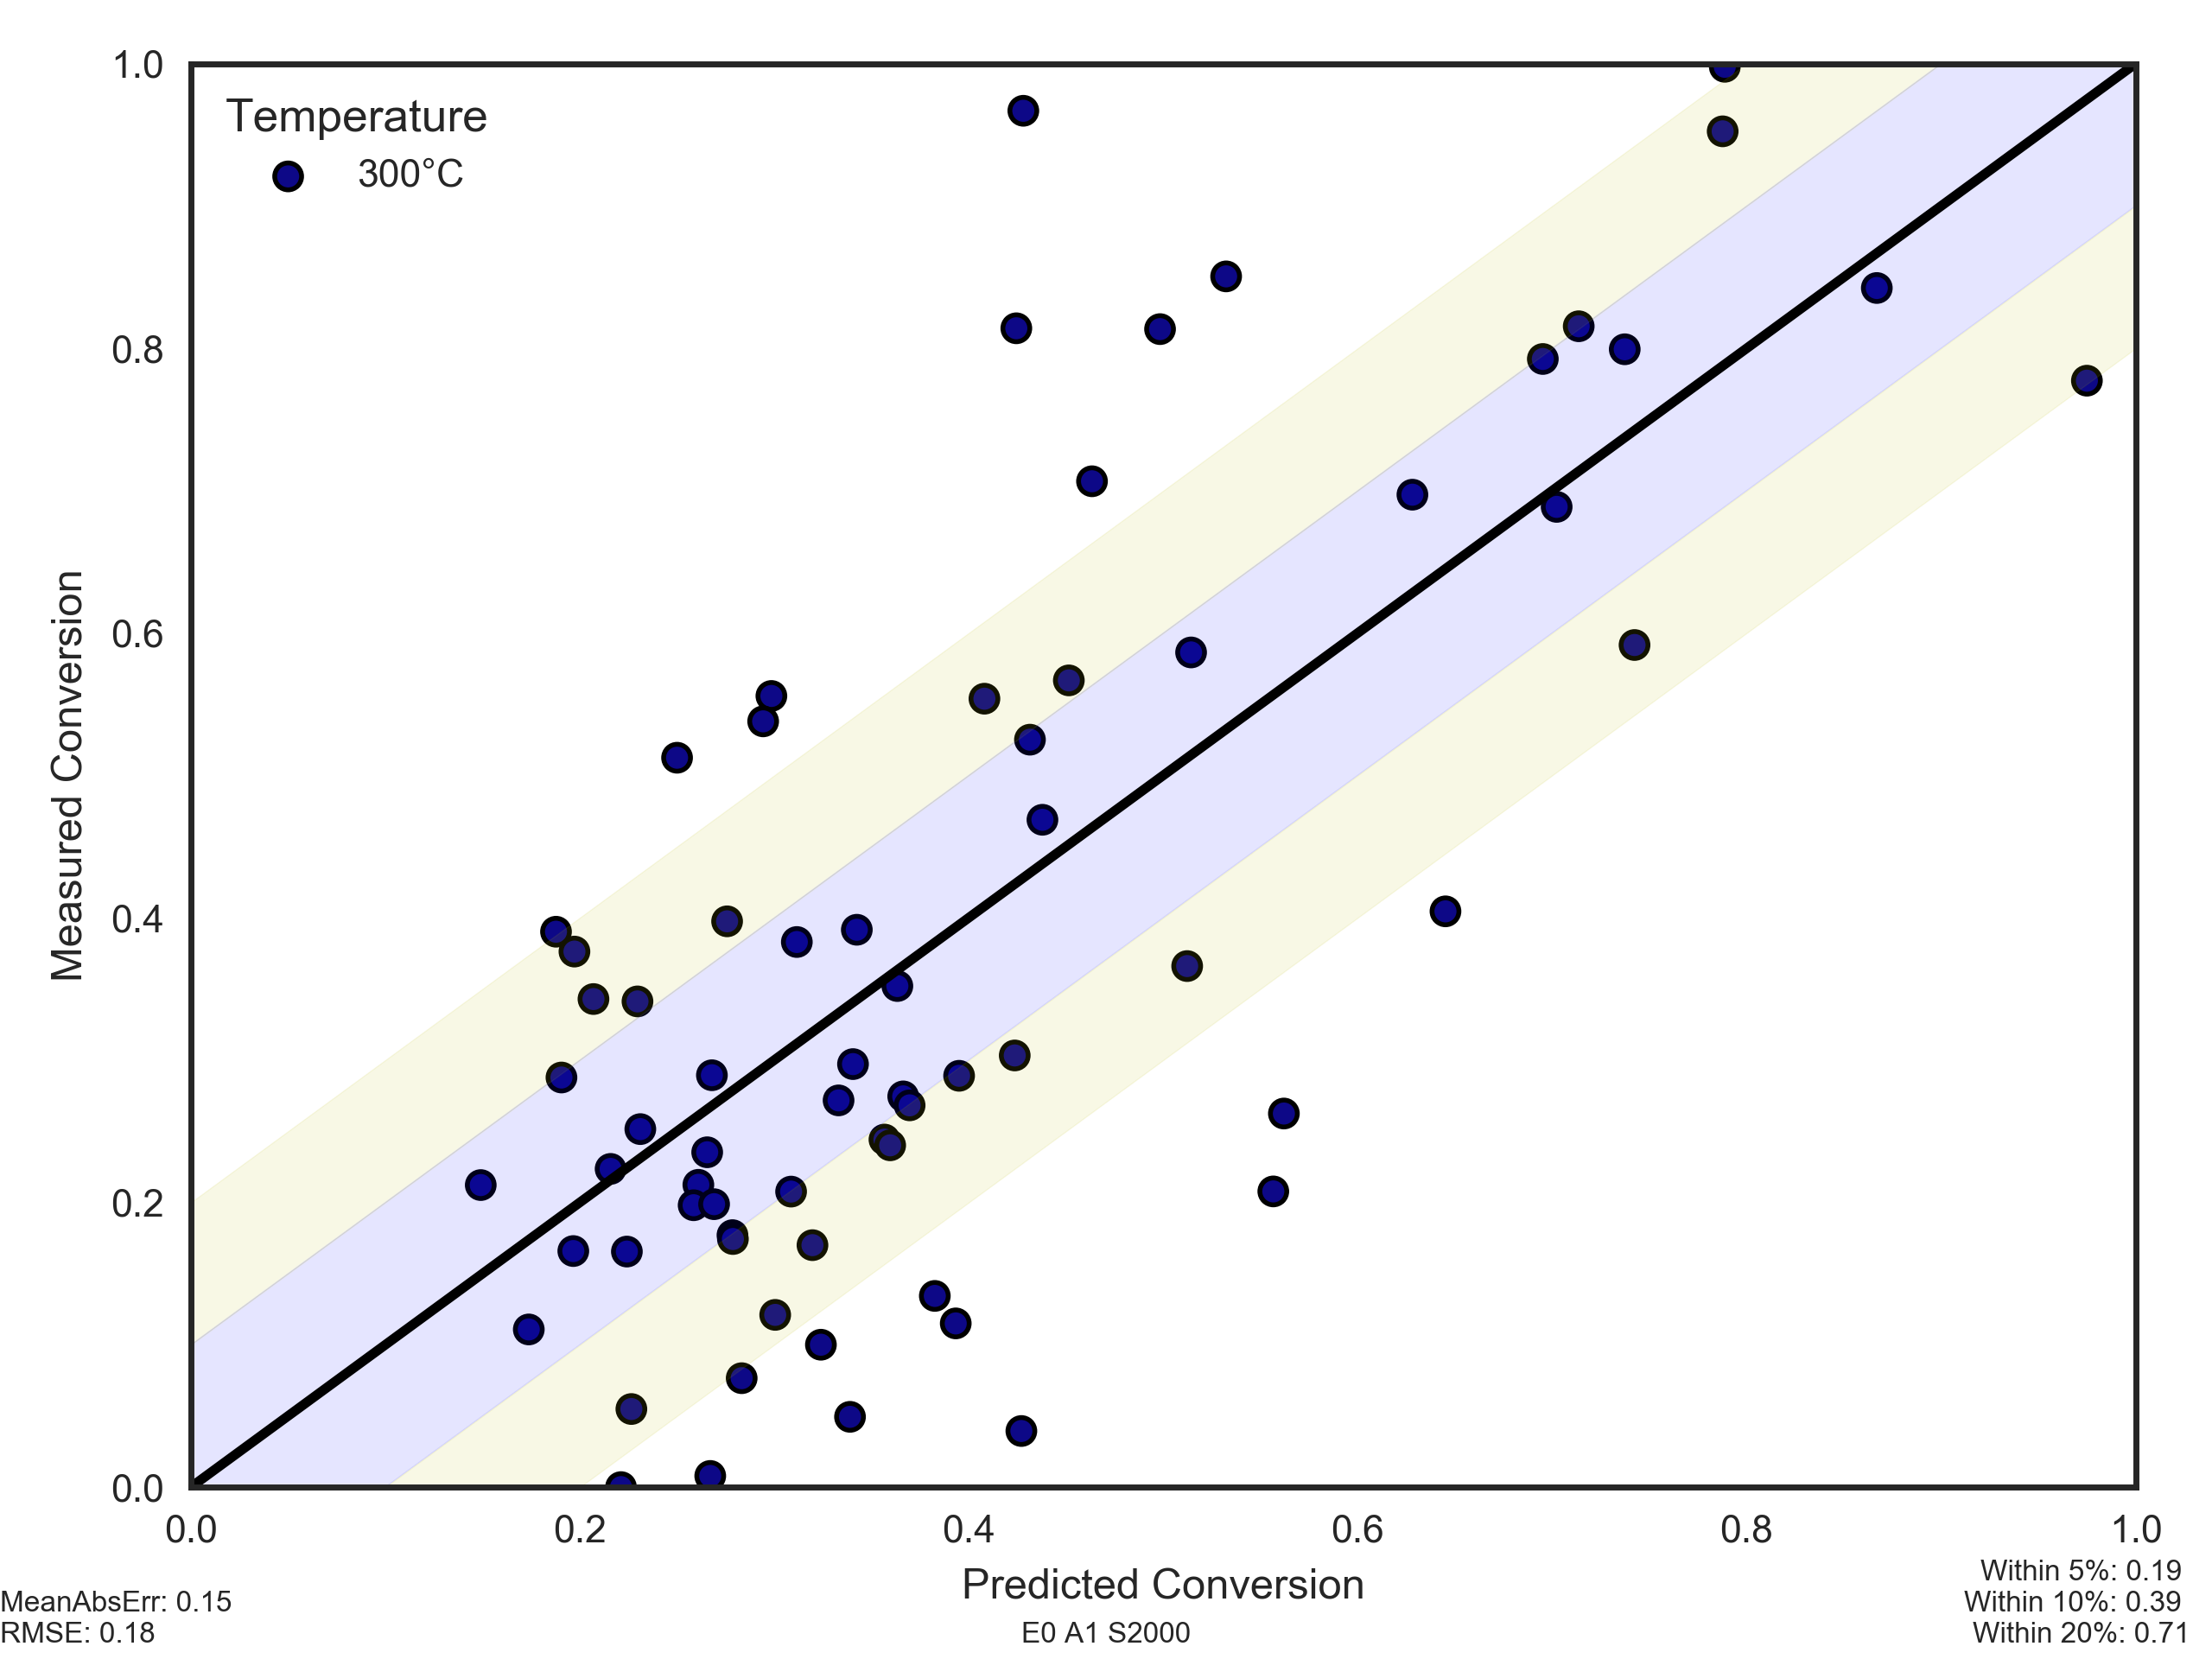 1.0
Temperature
300°C
0.8
0.6
0.4
0.2
0.0
Measured Conversion
0.0 0.2 0.4 0.6 0.8 1.0
Predicted Conversion
E0 A1 S2000
MeanAbsErr: 0.15
RMSE: 0.18
Within 5%: 0.19
Within 10%: 0.39
Within 20%: 0.71